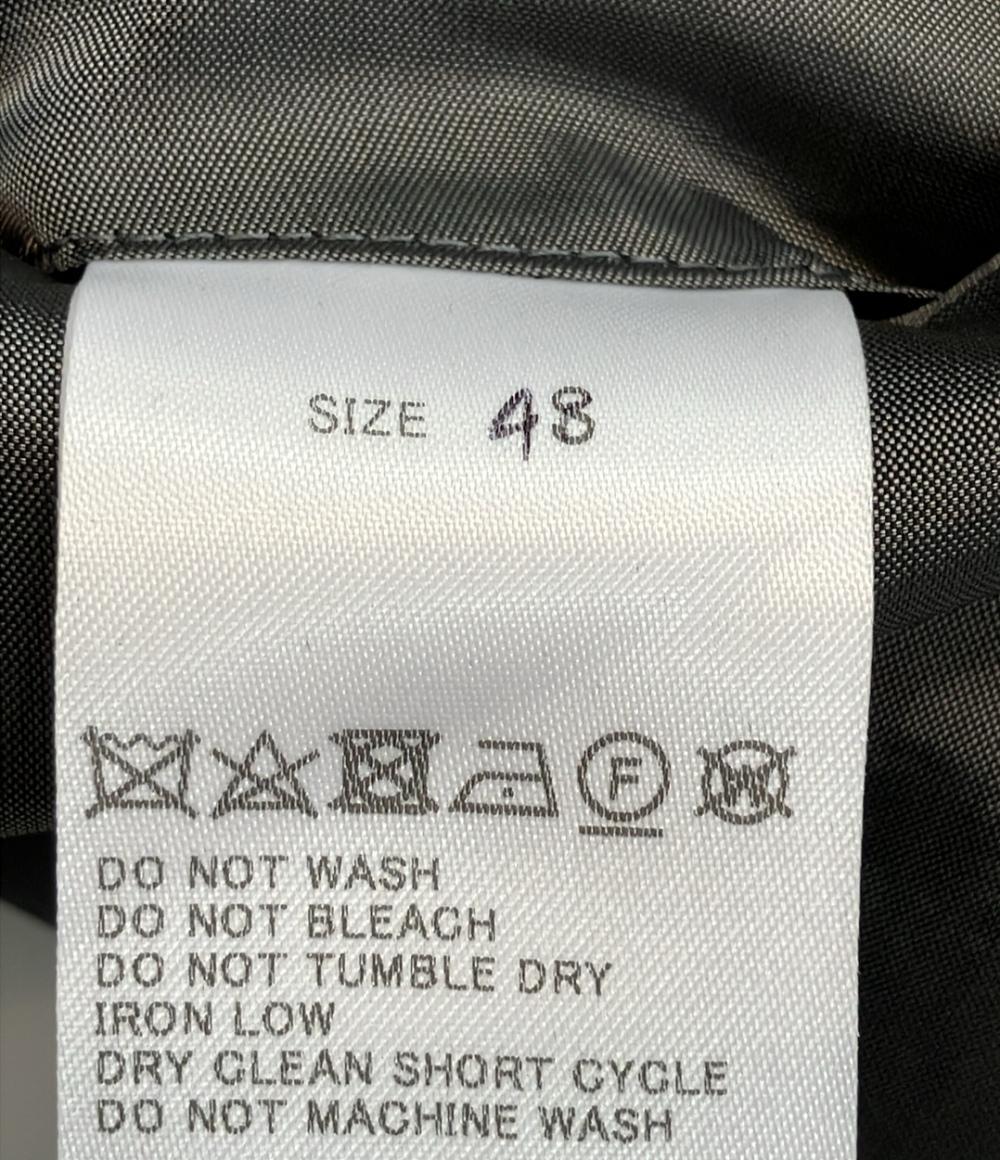 SIZE 48
F W
DO NOT WASH
DO NOT BLEACH
DO NOT TUMBLE DRY
IRON LOW
DRY CLEAN SHORT CYCLE
DO NOT MACHINE WASH